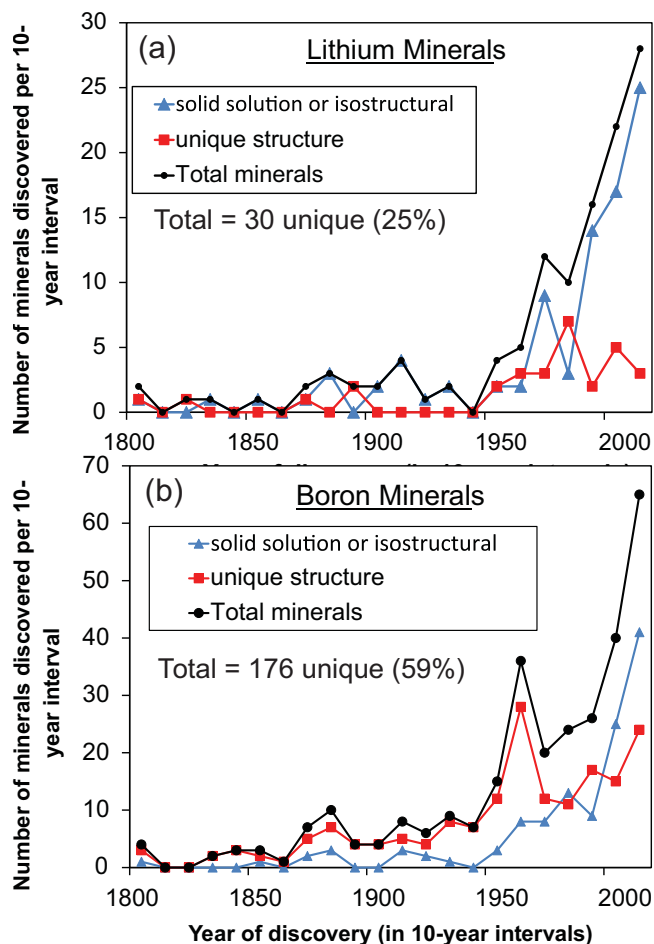 (a)
Lithium Minerals
solid solution or isostructural
unique structure
Total minerals
Total = 30 unique (25%)
Number of minerals discovered per 10-
year interval
30
25
20
15
10
5
0
1800
1850
1900
1950
2000
(b)
Boron Minerals
solid solution or isostructural
unique structure
Total minerals
Total = 176 unique (59%)
Number of minerals discovered per 10-
year interval
70
60
50
40
30
20
10
0
1800
1850
1900
1950
2000
Year of discovery (in 10-year intervals)